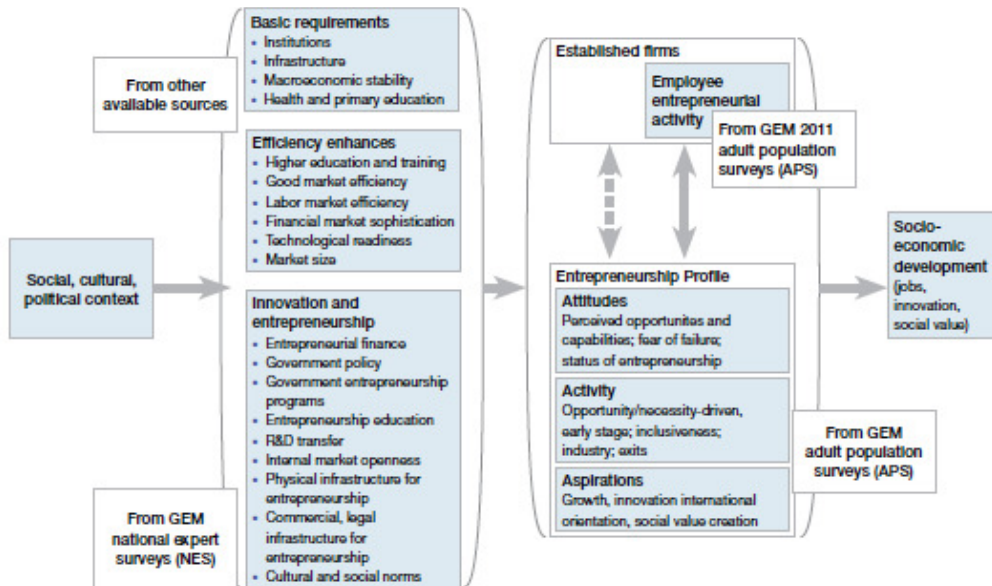 Social, cultural,
political context
From other
available sources
Basic requirements
• Institutions
• Infrastructure
• Macroeconomic stability
• Health and primary education
Efficiency enhances
• Higher education and training
• Good market efficiency
• Labor market efficiency
• Financial market sophistication
• Technological readiness
• Market size
Innovation and
entrepreneurship
• Entrepreneurial finance
• Government policy
• Government entrepreneurship
programs
• Entrepreneurship education
• R&D transfer
• Internal market openness
• Physical infrastructure for
entrepreneurship
• Commercial, legal
infrastructure for
entrepreneurship
• Cultural and social norms
From GEM
national expert
surveys (NES)
Established firms
Employee
entrepreneurial
activity
From GEM 2011
adult population
surveys (APS)
Entrepreneurship Profile
Attitudes
Perceived opportunites and
capabilities; fear of failure;
status of entrepreneurship
Activity
Opportunity/necessity-driven,
early stage; inclusiveness;
industry; exits
Aspirations
Growth, innovation international
orientation, social value creation
From GEM
adult population
surveys (APS)
Socio-
economic
development
(jobs,
innovation,
social value)